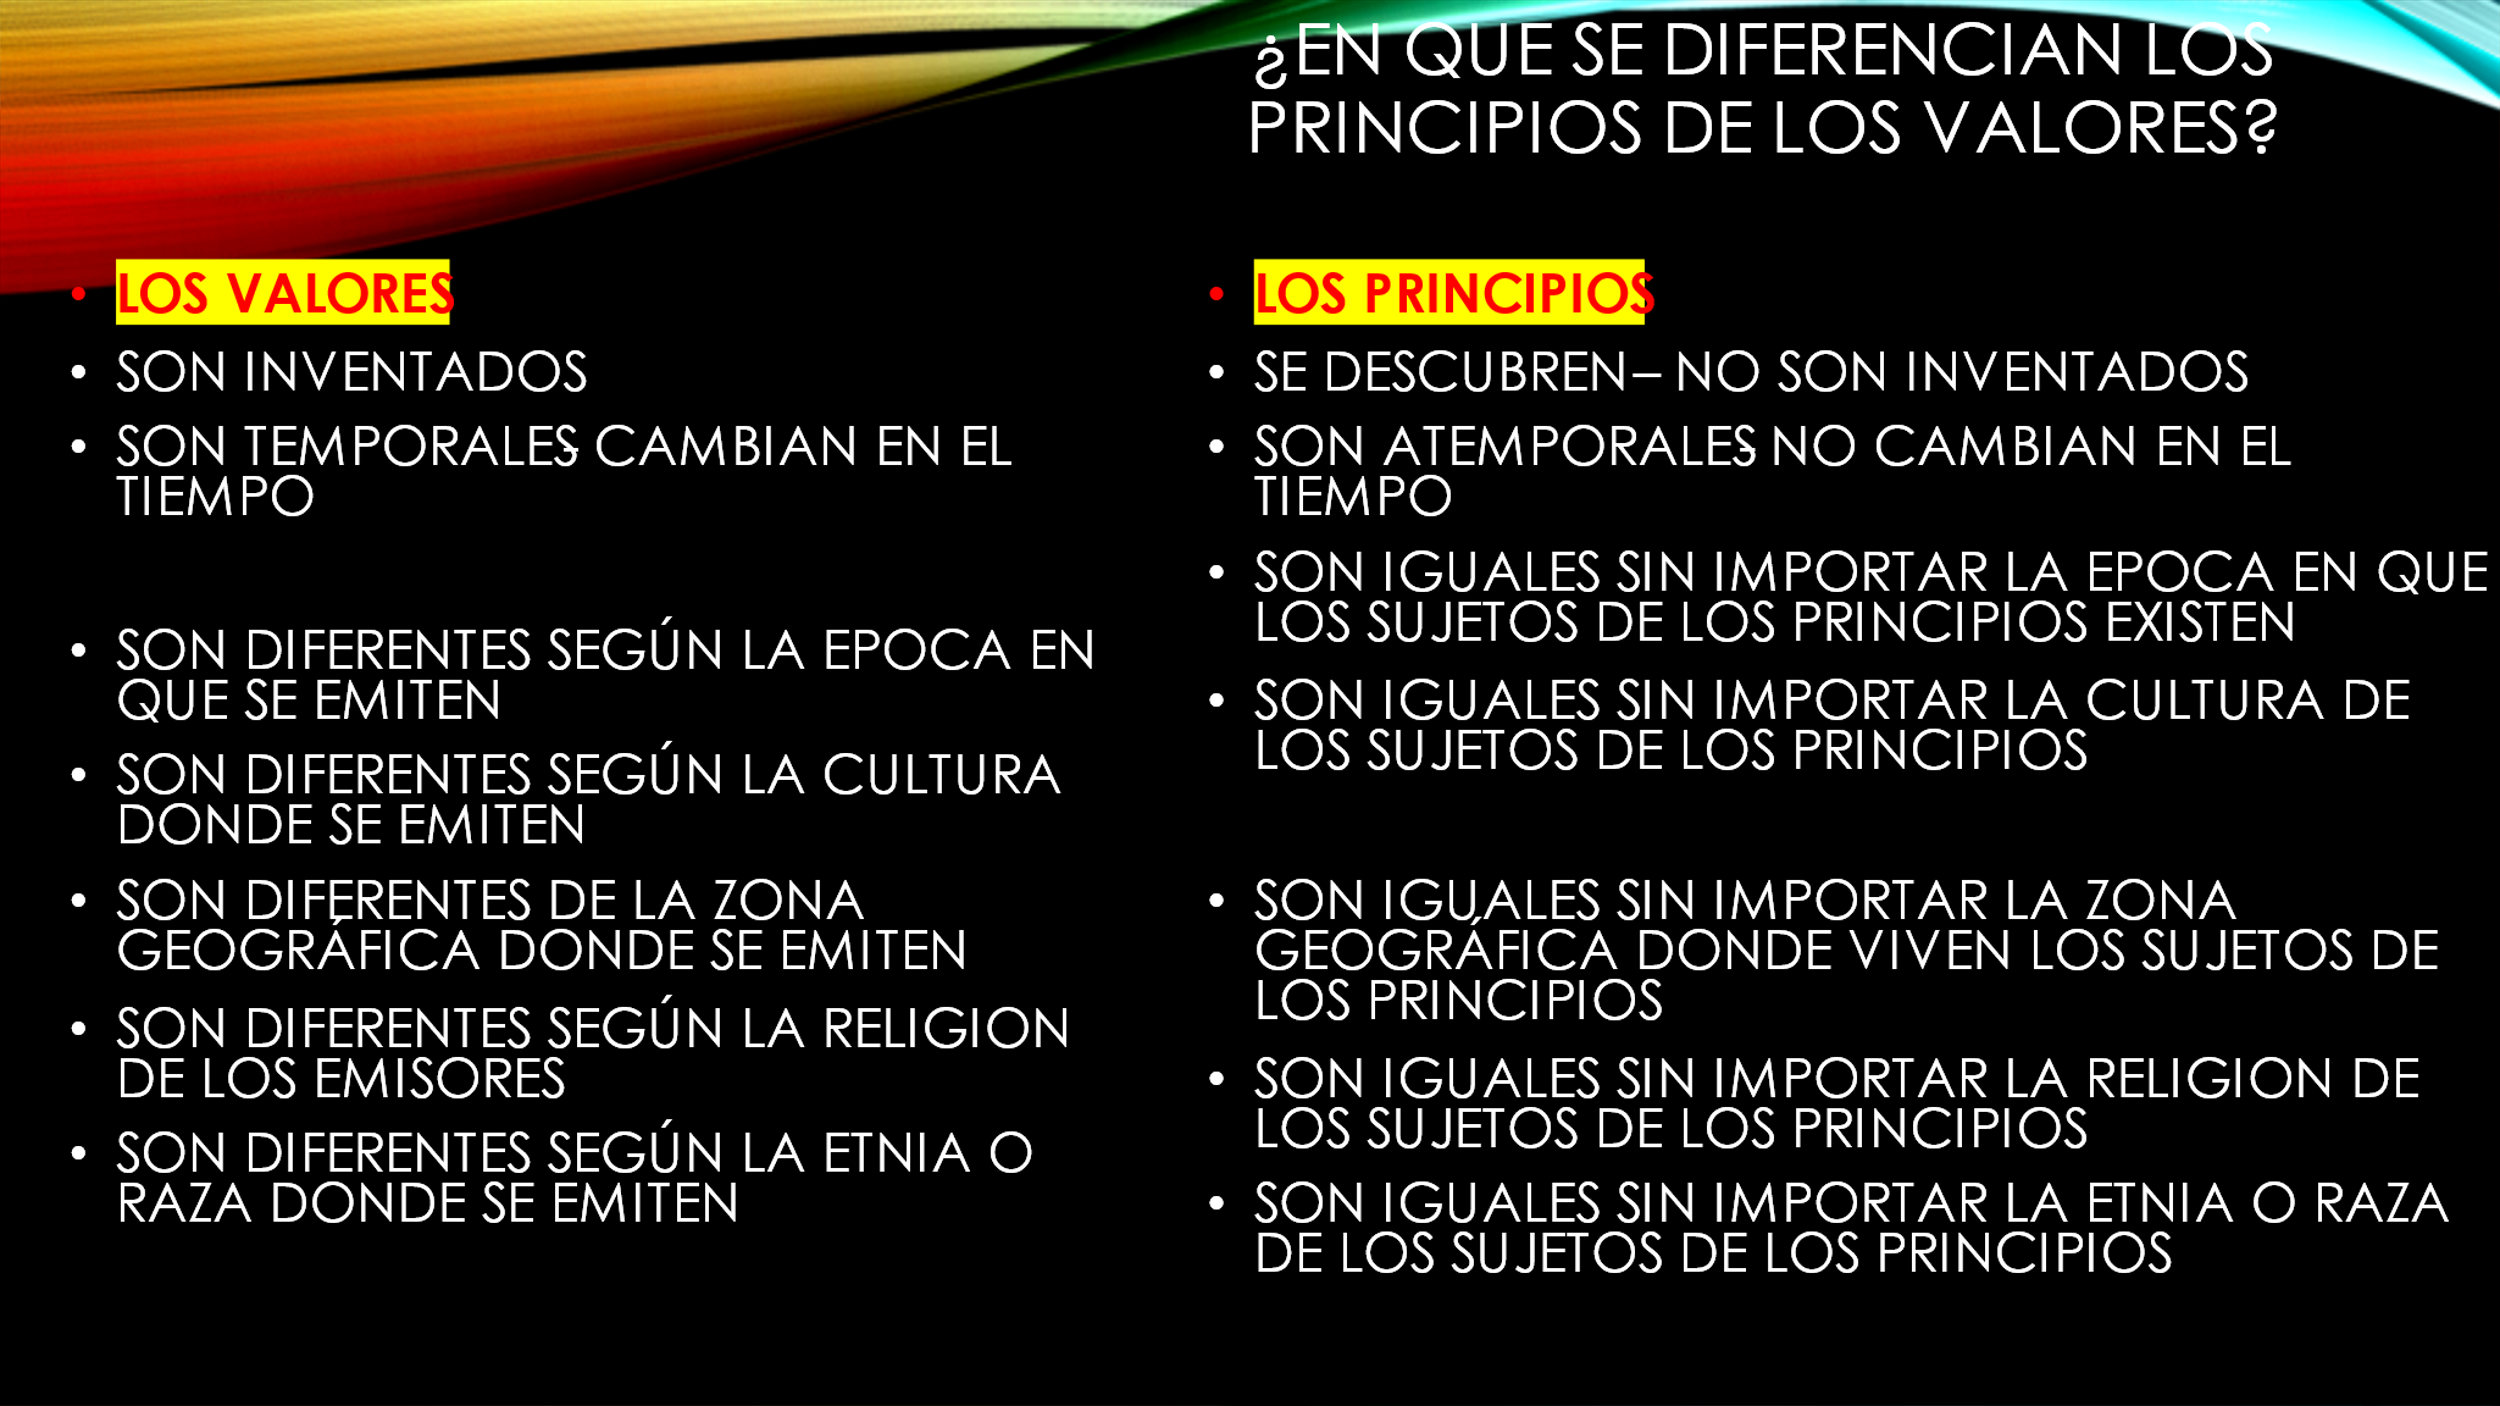 ¿EN QUE SE DIFERENCIAN LOS
PRINCIPIOS DE LOS VALORES?
• LOS VALORES
• SON INVENTADOS
• SON TEMPORALES- CAMBIAN EN EL
TIEMPO
• SON DIFERENTES SEGÚN LA EPOCA EN
QUE SE EMITEN
• SON DIFERENTES SEGÚN LA CULTURA
DONDE SE EMITEN
• SON DIFERENTES DE LA ZONA
GEOGRÁFICA DONDE SE EMITEN
• SON DIFERENTES SEGÚN LA RELIGION
DE LOS EMISORES
• SON DIFERENTES SEGÚN LA ETNIA O
RAZA DONDE SE EMITEN
• LOS PRINCIPIOS
• SE DESCUBREN– NO SON INVENTADOS
• SON ATEMPORALES- NO CAMBIAN EN EL
TIEMPO
• SON IGUALES SIN IMPORTAR LA EPOCA EN QUE
LOS SUJETOS DE LOS PRINCIPIOS EXISTEN
• SON IGUALES SIN IMPORTAR LA CULTURA DE
LOS SUJETOS DE LOS PRINCIPIOS
• SON IGUALES SIN IMPORTAR LA ZONA
GEOGRÁFICA DONDE VIVEN LOS SUJETOS DE
LOS PRINCIPIOS
• SON IGUALES SIN IMPORTAR LA RELIGION DE
LOS SUJETOS DE LOS PRINCIPIOS
• SON IGUALES SIN IMPORTAR LA ETNIA O RAZA
DE LOS SUJETOS DE LOS PRINCIPIOS